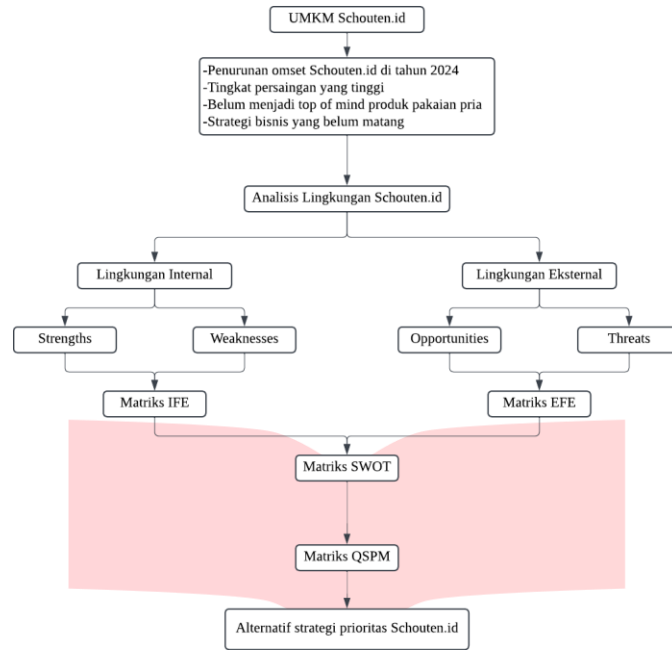 UMKM Schouten.id
-Penurunan omset Schouten.id di tahun 2024
-Tingkat persaingan yang tinggi
-Belum menjadi top of mind produk pakaian pria
-Strategi bisnis yang belum matang
Analisis Lingkungan Schouten.id
Lingkungan Internal
Lingkungan Eksternal
Strengths
Weaknesses
Opportunities
Threats
Matriks IFE
Matriks EFE
Matriks SWOT
Matriks QSPM
Alternatif strategi prioritas Schouten.id